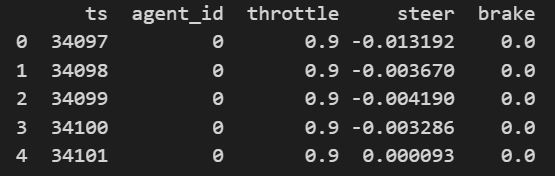 ts agent_id throttle steer brake
0 34097 0 0.9 -0.013192 0.0
1 34098 0 0.9 -0.003670 0.0
2 34099 0 0.9 -0.004190 0.0
3 34100 0 0.9 -0.003286 0.0
4 34101 0 0.9 0.000093 0.0